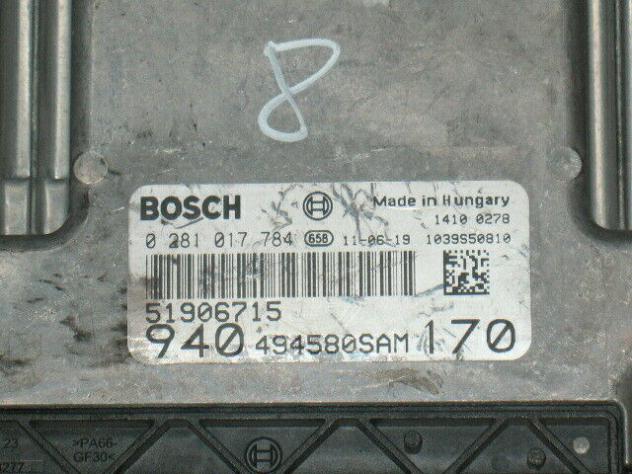 8
BOSCH Made in Hungary
1410 0278
0 281 017 784 658 11-06-19 1039S50810
51906715
940 494580SAM 170
23 >PA66-
GF30<